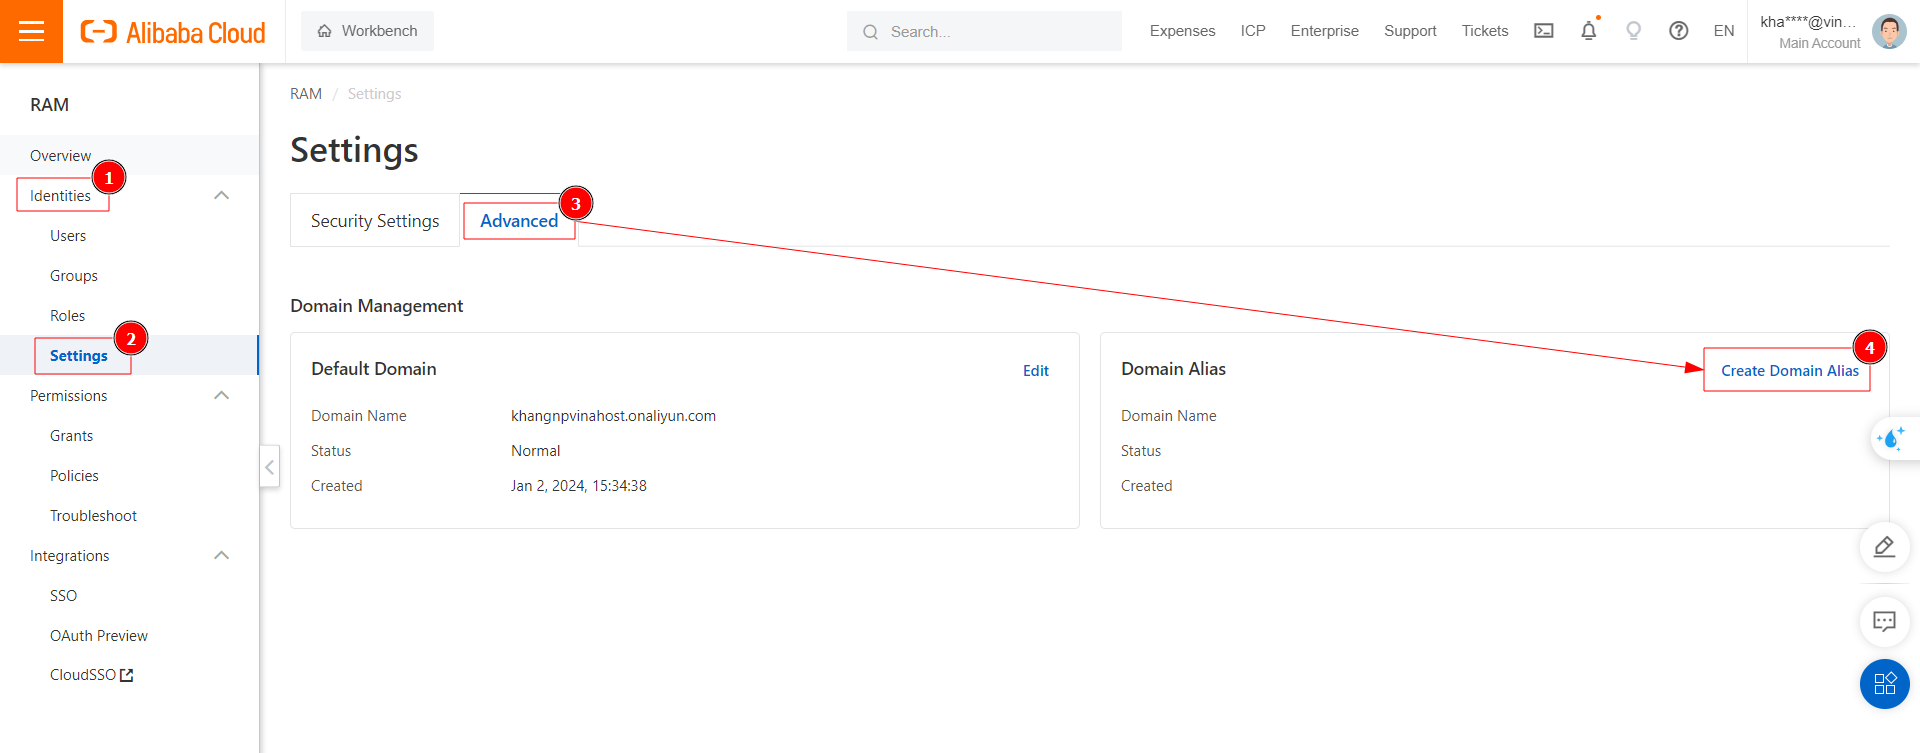 Alibaba Cloud
Workbench
Search...
Expenses
ICP
Enterprise
Support
Tickets
EN
kha****@vin...
Main Account
RAM
Overview
1
Identities
Users
Groups
Roles
2
Settings
Permissions
Grants
Policies
Troubleshoot
Integrations
SSO
OAuth Preview
CloudSSO
RAM / Settings
Settings
Security Settings
Advanced
3
Domain Management
Default Domain
Edit
Domain Name khangnpvinahost.onaliyun.com
Status Normal
Created Jan 2, 2024, 15:34:38
Domain Alias
4
Create Domain Alias
Domain Name
Status
Created